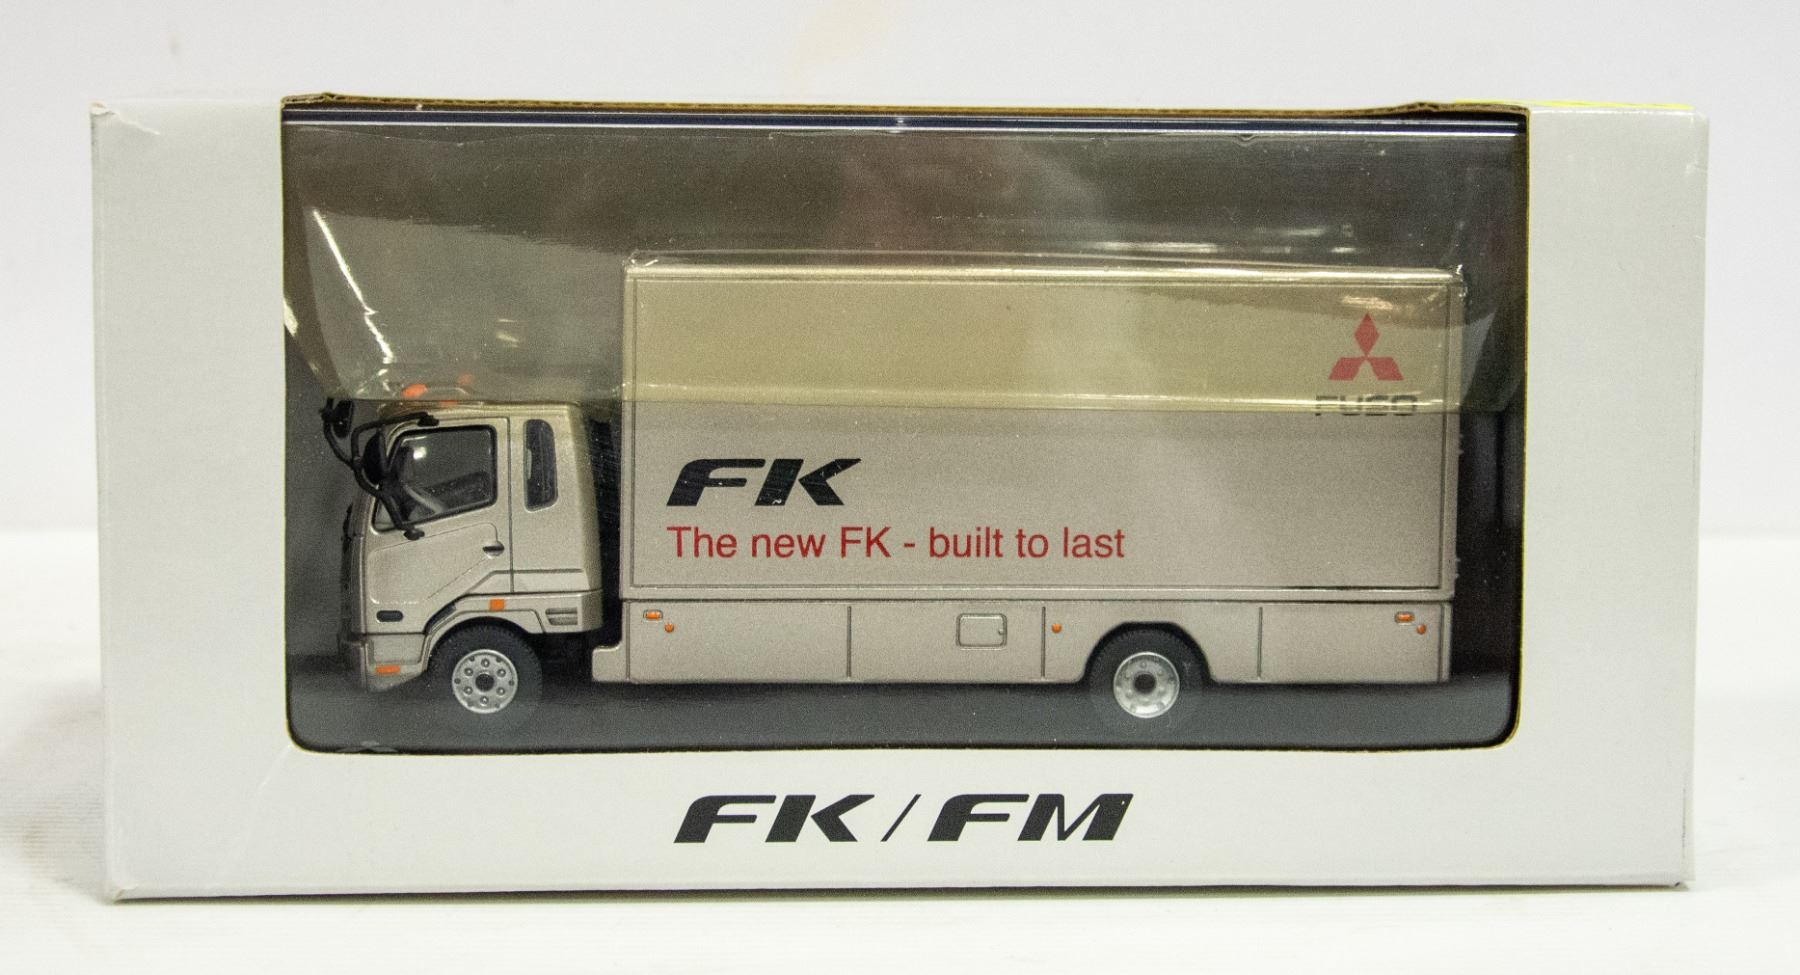 FUSO
FK
The new FK - built to last
FK / FM